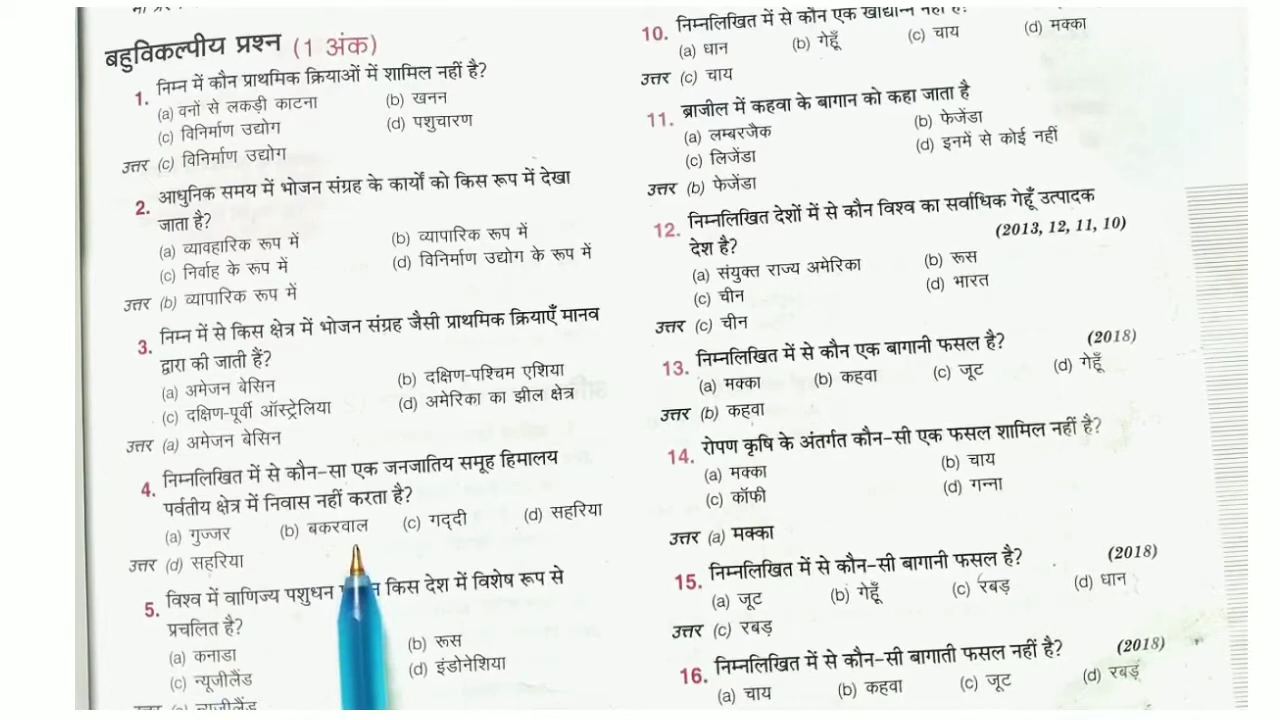 बहुविकल्पीय प्रश्न (1 अंक)
1. निम्न में कौन प्राथमिक क्रियाओं में शामिल नहीं है?
(a) वनों से लकड़ी काटना (b) खनन
(c) विनिर्माण उद्योग (d) पशुचारण
उत्तर (c) विनिर्माण उद्योग
2. आधुनिक समय में भोजन संग्रह के कार्यों को किस रूप में देखा
जाता है?
(a) व्यावहारिक रूप में (b) व्यापारिक रूप में
(c) निर्वाह के रूप में (d) विनिर्माण उद्योग के रूप में
उत्तर (b) व्यापारिक रूप में
3. निम्न में से किस क्षेत्र में भोजन संग्रह जैसी प्राथमिक क्रियाएँ मानव
द्वारा की जाती हैं?
(a) अमेजन बेसिन (b) दक्षिण-पश्चिम एशिया
(c) दक्षिण-पूर्वी ऑस्ट्रेलिया (d) अमेरिका का झील क्षेत्र
उत्तर (a) अमेजन बेसिन
4. निम्नलिखित में से कौन-सा एक जनजातिय समूह हिमालय
पर्वतीय क्षेत्र में निवास नहीं करता है?
(a) गुज्जर (b) बकरवाल (c) गद्दी (d) सहरिया
उत्तर (d) सहरिया
5. विश्व में वाणिज्य पशुधन किस देश में विशेष रूप से
प्रचलित है?
(a) कनाडा (b) रूस
(c) न्यूजीलैंड (d) इंडोनेशिया
उत्तर (c) न्यूजीलैंड
10. निम्नलिखित में से कौन एक खाद्यान्न नहीं है?
(a) धान (b) गेहूँ (c) चाय (d) मक्का
उत्तर (c) चाय
11. ब्राजील में कहवा के बागान को कहा जाता है
(a) लम्बरजैक (b) फेजेंडा
(c) लिजेंडा (d) इनमें से कोई नहीं
उत्तर (b) फेजेंडा
12. निम्नलिखित देशों में से कौन विश्व का सर्वाधिक गेहूँ उत्पादक
देश है? (2013, 12, 11, 10)
(a) संयुक्त राज्य अमेरिका (b) रूस
(c) चीन (d) भारत
उत्तर (c) चीन
13. निम्नलिखित में से कौन एक बागानी फसल है? (2018)
(a) मक्का (b) कहवा (c) जूट (d) गेहूँ
उत्तर (b) कहवा
14. रोपण कृषि के अंतर्गत कौन-सी एक फसल शामिल नहीं है?
(a) मक्का (b) चाय
(c) कॉफी (d) गन्ना
उत्तर (a) मक्का
15. निम्नलिखित में से कौन-सी बागानी फसल है? (2018)
(a) जूट (b) गेहूँ (c) रबड़ (d) धान
उत्तर (c) रबड़
16. निम्नलिखित में से कौन-सी बागाती फसल नहीं है? (2018)
(a) चाय (b) कहवा (c) जूट (d) रबड़